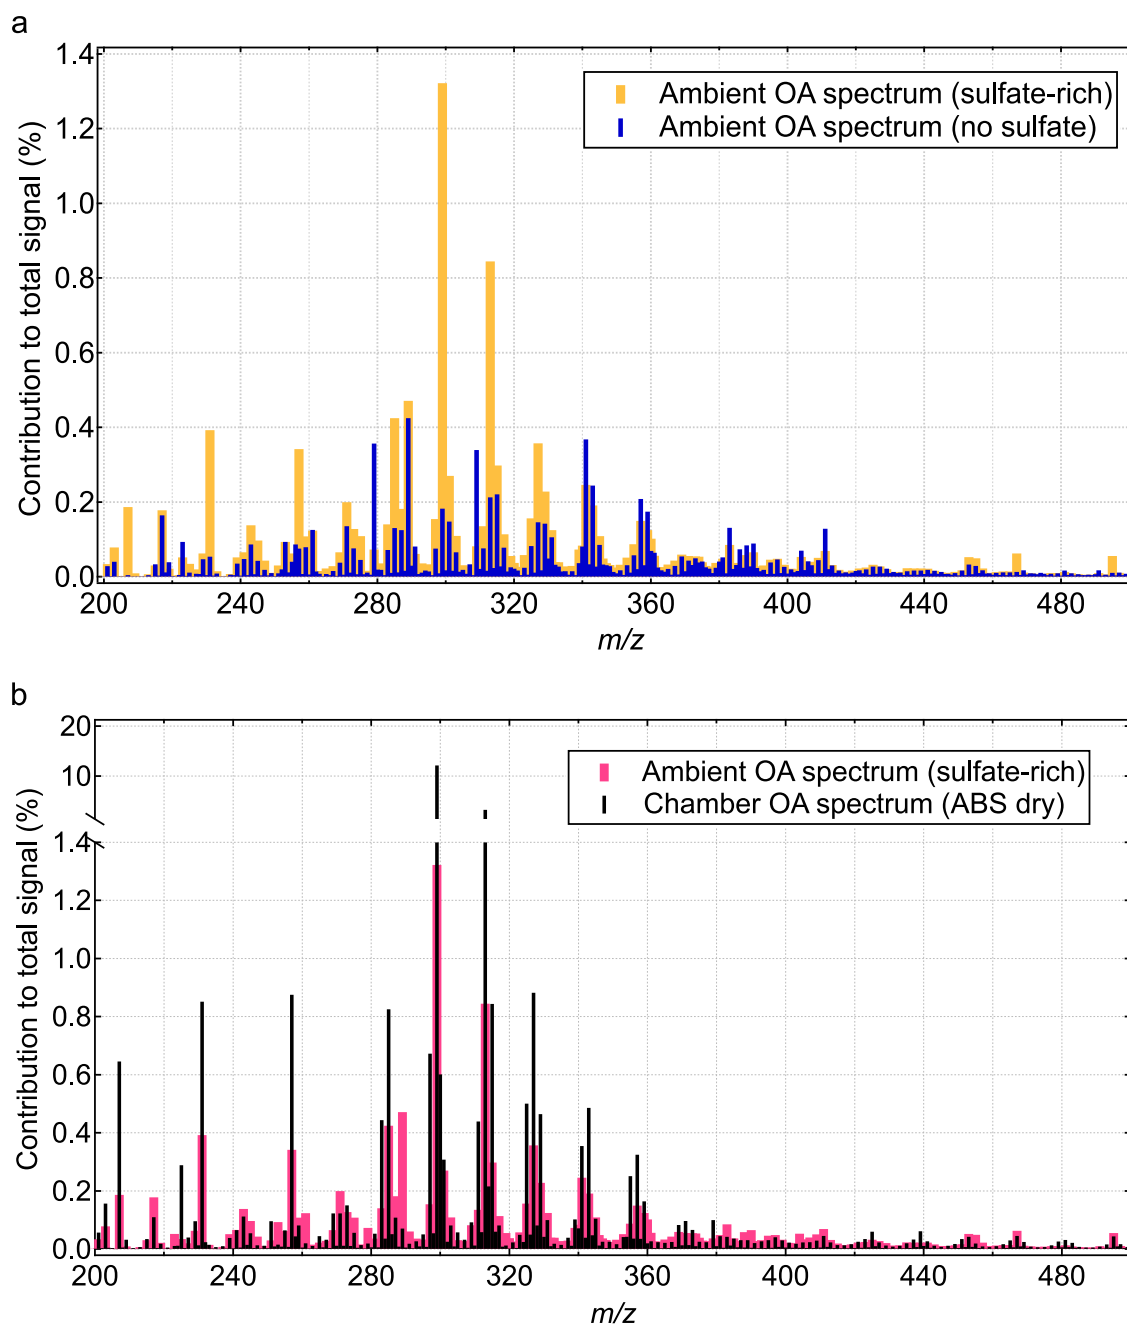 a
Contribution to total signal (%)
1.4
1.2
1.0
0.8
0.6
0.4
0.2
0.0
Ambient OA spectrum (sulfate-rich)
Ambient OA spectrum (no sulfate)
200 240 280 320 360 400 440 480
m/z
b
Contribution to total signal (%)
20
10
1.4
1.2
1.0
0.8
0.6
0.4
0.2
0.0
Ambient OA spectrum (sulfate-rich)
Chamber OA spectrum (ABS dry)
200 240 280 320 360 400 440 480
m/z